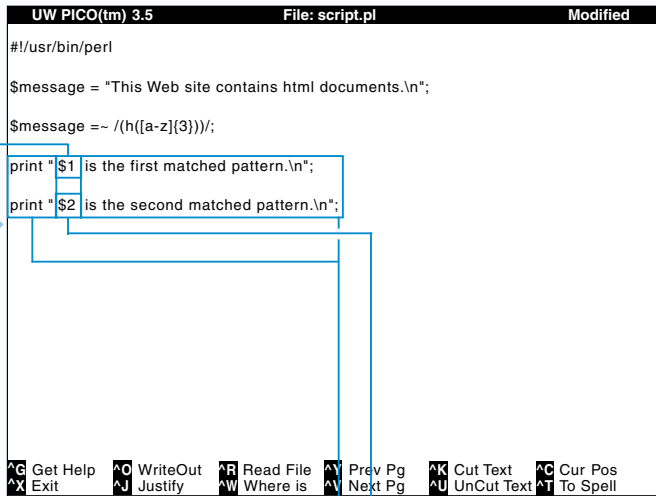 UW PICO(tm) 3.5 File: script.pl Modified
#!/usr/bin/perl
$message = "This Web site contains html documents.\n";
$message =~ /(h([a-z]{3}))/;
print " $1 is the first matched pattern.\n";
print " $2 is the second matched pattern.\n";
^G Get Help ^O WriteOut ^R Read File ^Y Prev Pg ^K Cut Text ^C Cur Pos
^X Exit ^J Justify ^W Where is ^V Next Pg ^U UnCut Text ^T To Spell